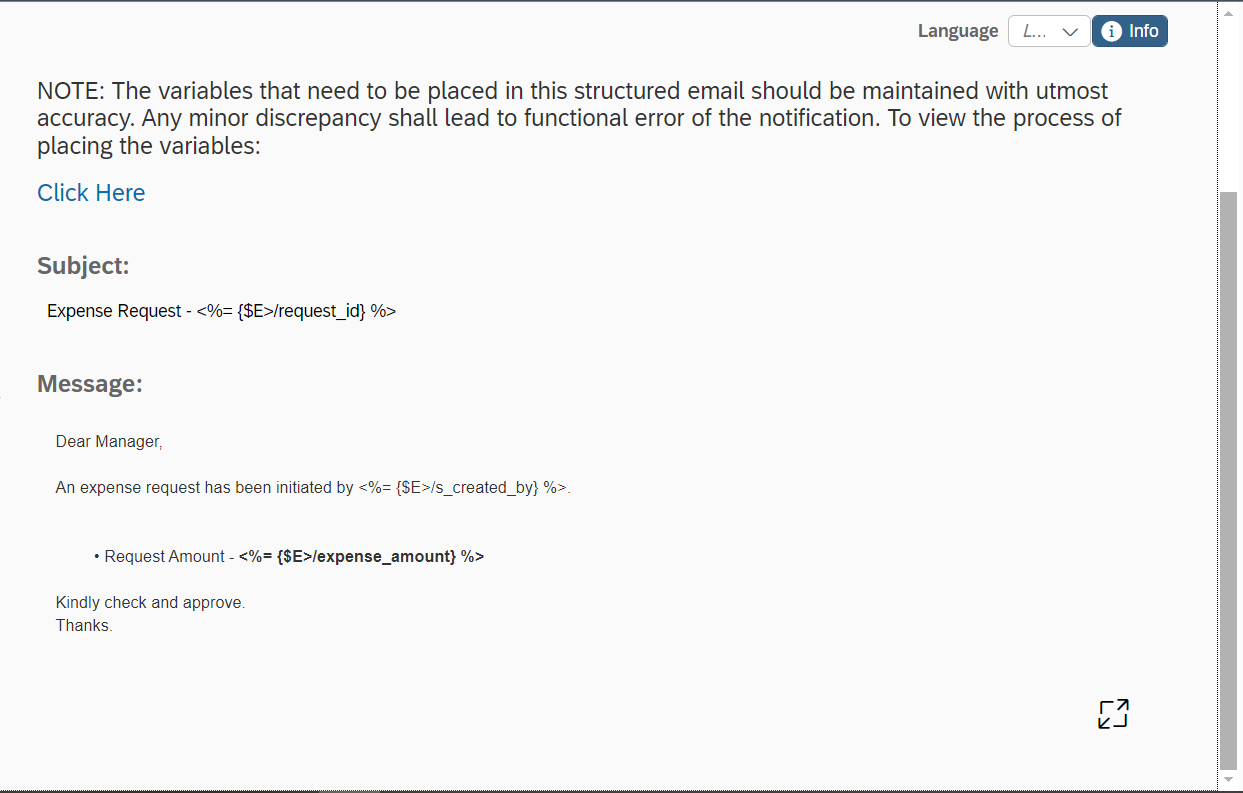 Language L... Info
NOTE: The variables that need to be placed in this structured email should be maintained with utmost
accuracy. Any minor discrepancy shall lead to functional error of the notification. To view the process of
placing the variables:
Click Here
Subject:
Expense Request - <%= {$E>/request_id} %>
Message:
Dear Manager,
An expense request has been initiated by <%= {$E>/s_created_by} %>.
• Request Amount - <%= {$E>/expense_amount} %>
Kindly check and approve.
Thanks.